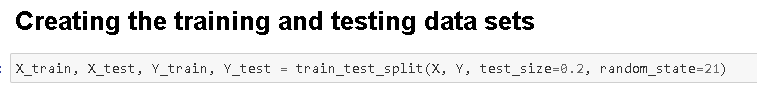 Creating the training and testing data sets
X_train, X_test, Y_train, Y_test = train_test_split(X, Y, test_size=0.2, random_state=21)